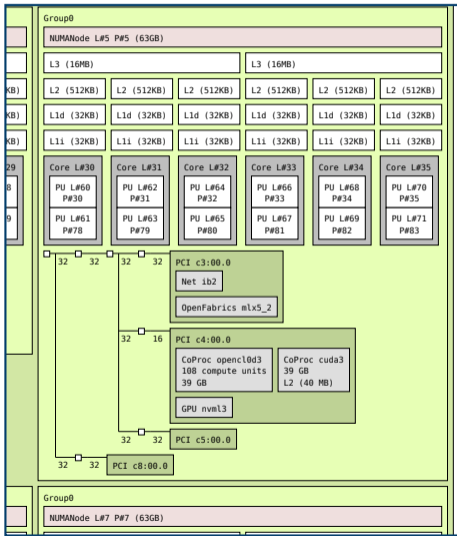 Group0
NUMANode L#5 P#5 (63GB)
L3 (16MB) L3 (16MB)
KB) L2 (512KB) L2 (512KB) L2 (512KB) L2 (512KB) L2 (512KB) L2 (512KB)
KB) L1d (32KB) L1d (32KB) L1d (32KB) L1d (32KB) L1d (32KB) L1d (32KB)
KB) L1i (32KB) L1i (32KB) L1i (32KB) L1i (32KB) L1i (32KB) L1i (32KB)
29 Core L#30 Core L#31 Core L#32 Core L#33 Core L#34 Core L#35
8 PU L#60 PU L#62 PU L#64 PU L#66 PU L#68 PU L#70
P#30 P#31 P#32 P#33 P#34 P#35
9 PU L#61 PU L#63 PU L#65 PU L#67 PU L#69 PU L#71
P#78 P#79 P#80 P#81 P#82 P#83
32 32 32 32 PCI c3:00.0
Net ib2
OpenFabrics mlx5_2
32 16 PCI c4:00.0
CoProc opencl0d3 CoProc cuda3
108 compute units 39 GB
39 GB L2 (40 MB)
GPU nvml3
32 32 PCI c5:00.0
32 32 PCI c8:00.0
Group0
NUMANode L#7 P#7 (63GB)